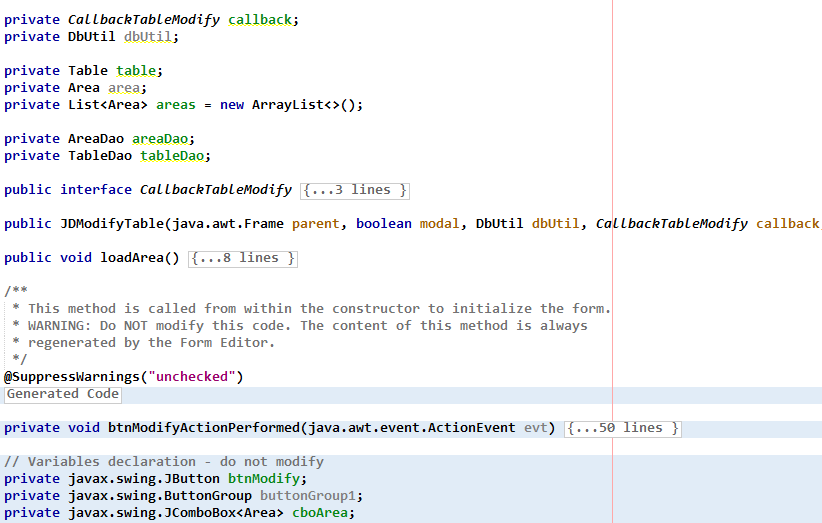 private CallbackTableModify callback;
private DbUtil dbUtil;
private Table table;
private Area area;
private List<Area> areas = new ArrayList<>();
private AreaDao areaDao;
private TableDao tableDao;
public interface CallbackTableModify {...3 lines }
public JDModifyTable(java.awt.Frame parent, boolean modal, DbUtil dbUtil, CallbackTableModify callback
public void loadArea() {...8 lines }
/**
* This method is called from within the constructor to initialize the form.
* WARNING: Do NOT modify this code. The content of this method is always
* regenerated by the Form Editor.
*/
@SuppressWarnings("unchecked")
Generated Code
private void btnModifyActionPerformed(java.awt.event.ActionEvent evt) {...50 lines }
// Variables declaration - do not modify
private javax.swing.JButton btnModify;
private javax.swing.ButtonGroup buttonGroup1;
private javax.swing.JComboBox<Area> cboArea;